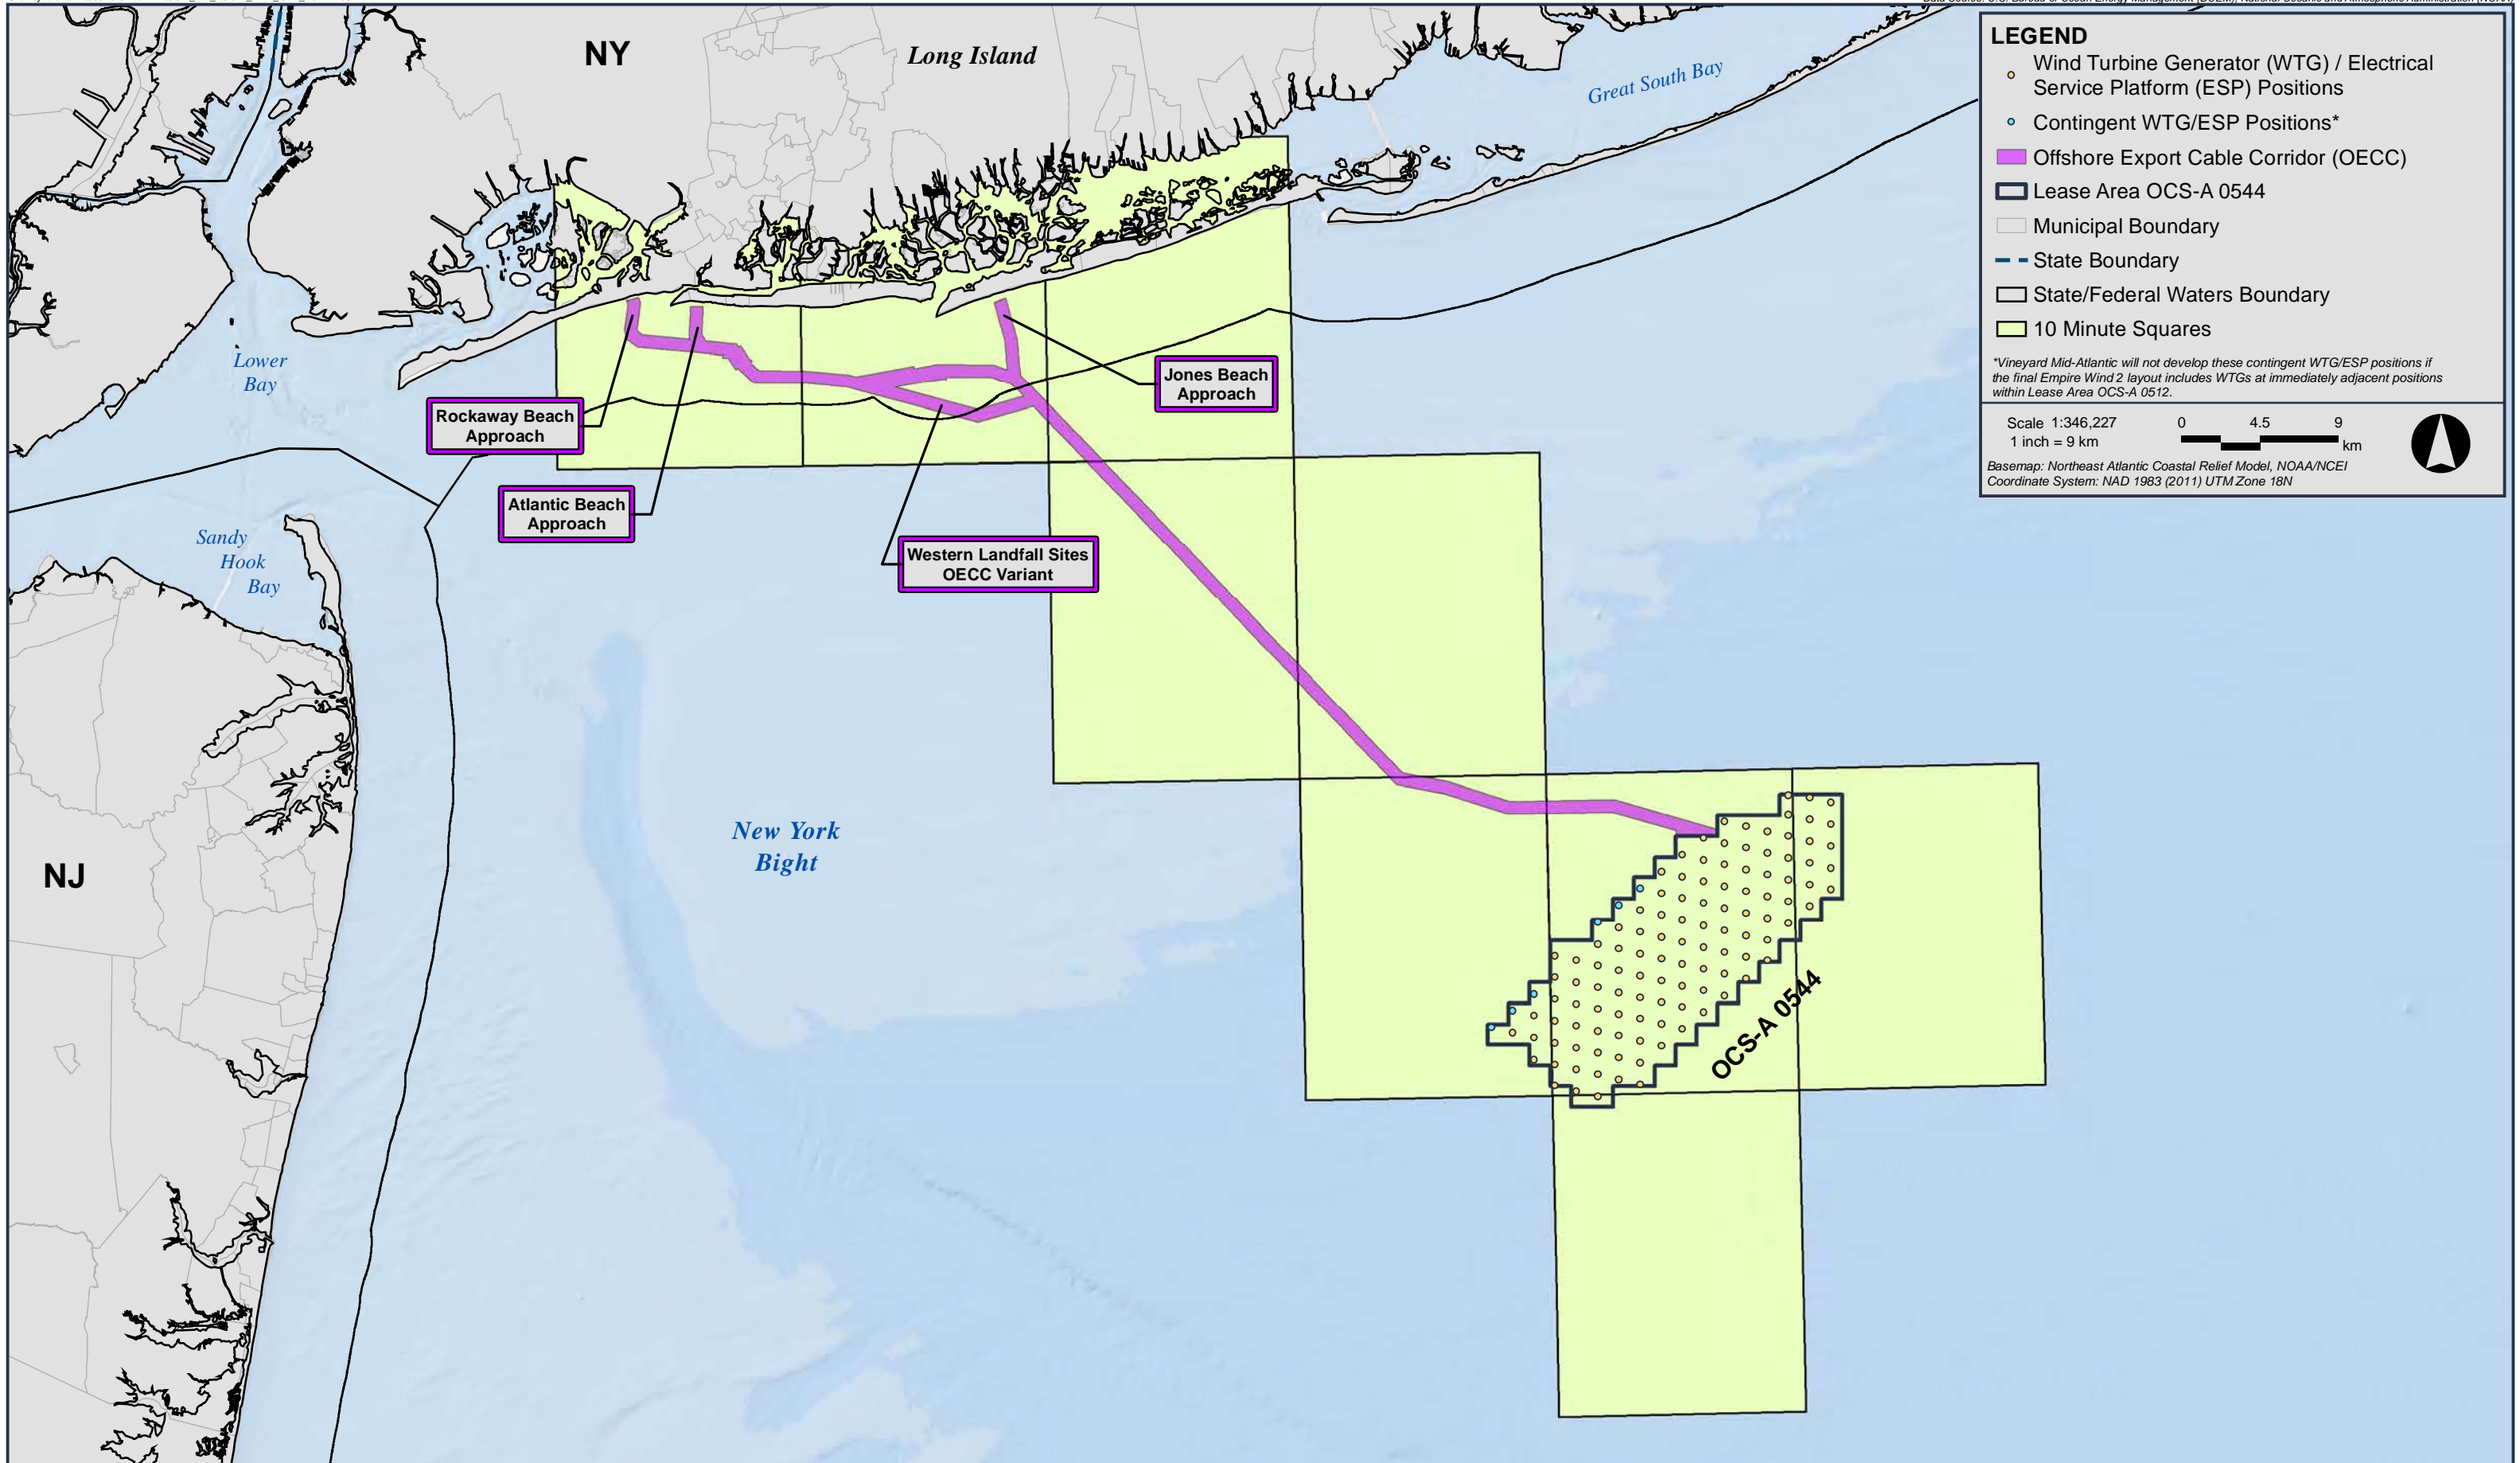 NY
Long Island
Great South Bay
Lower
Bay
Sandy
Hook
Bay
Rockaway Beach
Approach
Atlantic Beach
Approach
Western Landfall Sites
OECC Variant
Jones Beach
Approach
New York
Bight
NJ
OCS-A 0544
LEGEND
Wind Turbine Generator (WTG) / Electrical
Service Platform (ESP) Positions
Contingent WTG/ESP Positions*
Offshore Export Cable Corridor (OECC)
Lease Area OCS-A 0544
Municipal Boundary
State Boundary
State/Federal Waters Boundary
10 Minute Squares
*Vineyard Mid-Atlantic will not develop these contingent WTG/ESP positions if
the final Empire Wind 2 layout includes WTGs at immediately adjacent positions
within Lease Area OCS-A 0512.
Scale 1:346,227
1 inch = 9 km
0 4.5 9
km
Basemap: Northeast Atlantic Coastal Relief Model, NOAA/NCEI
Coordinate System: NAD 1983 (2011) UTM Zone 18N